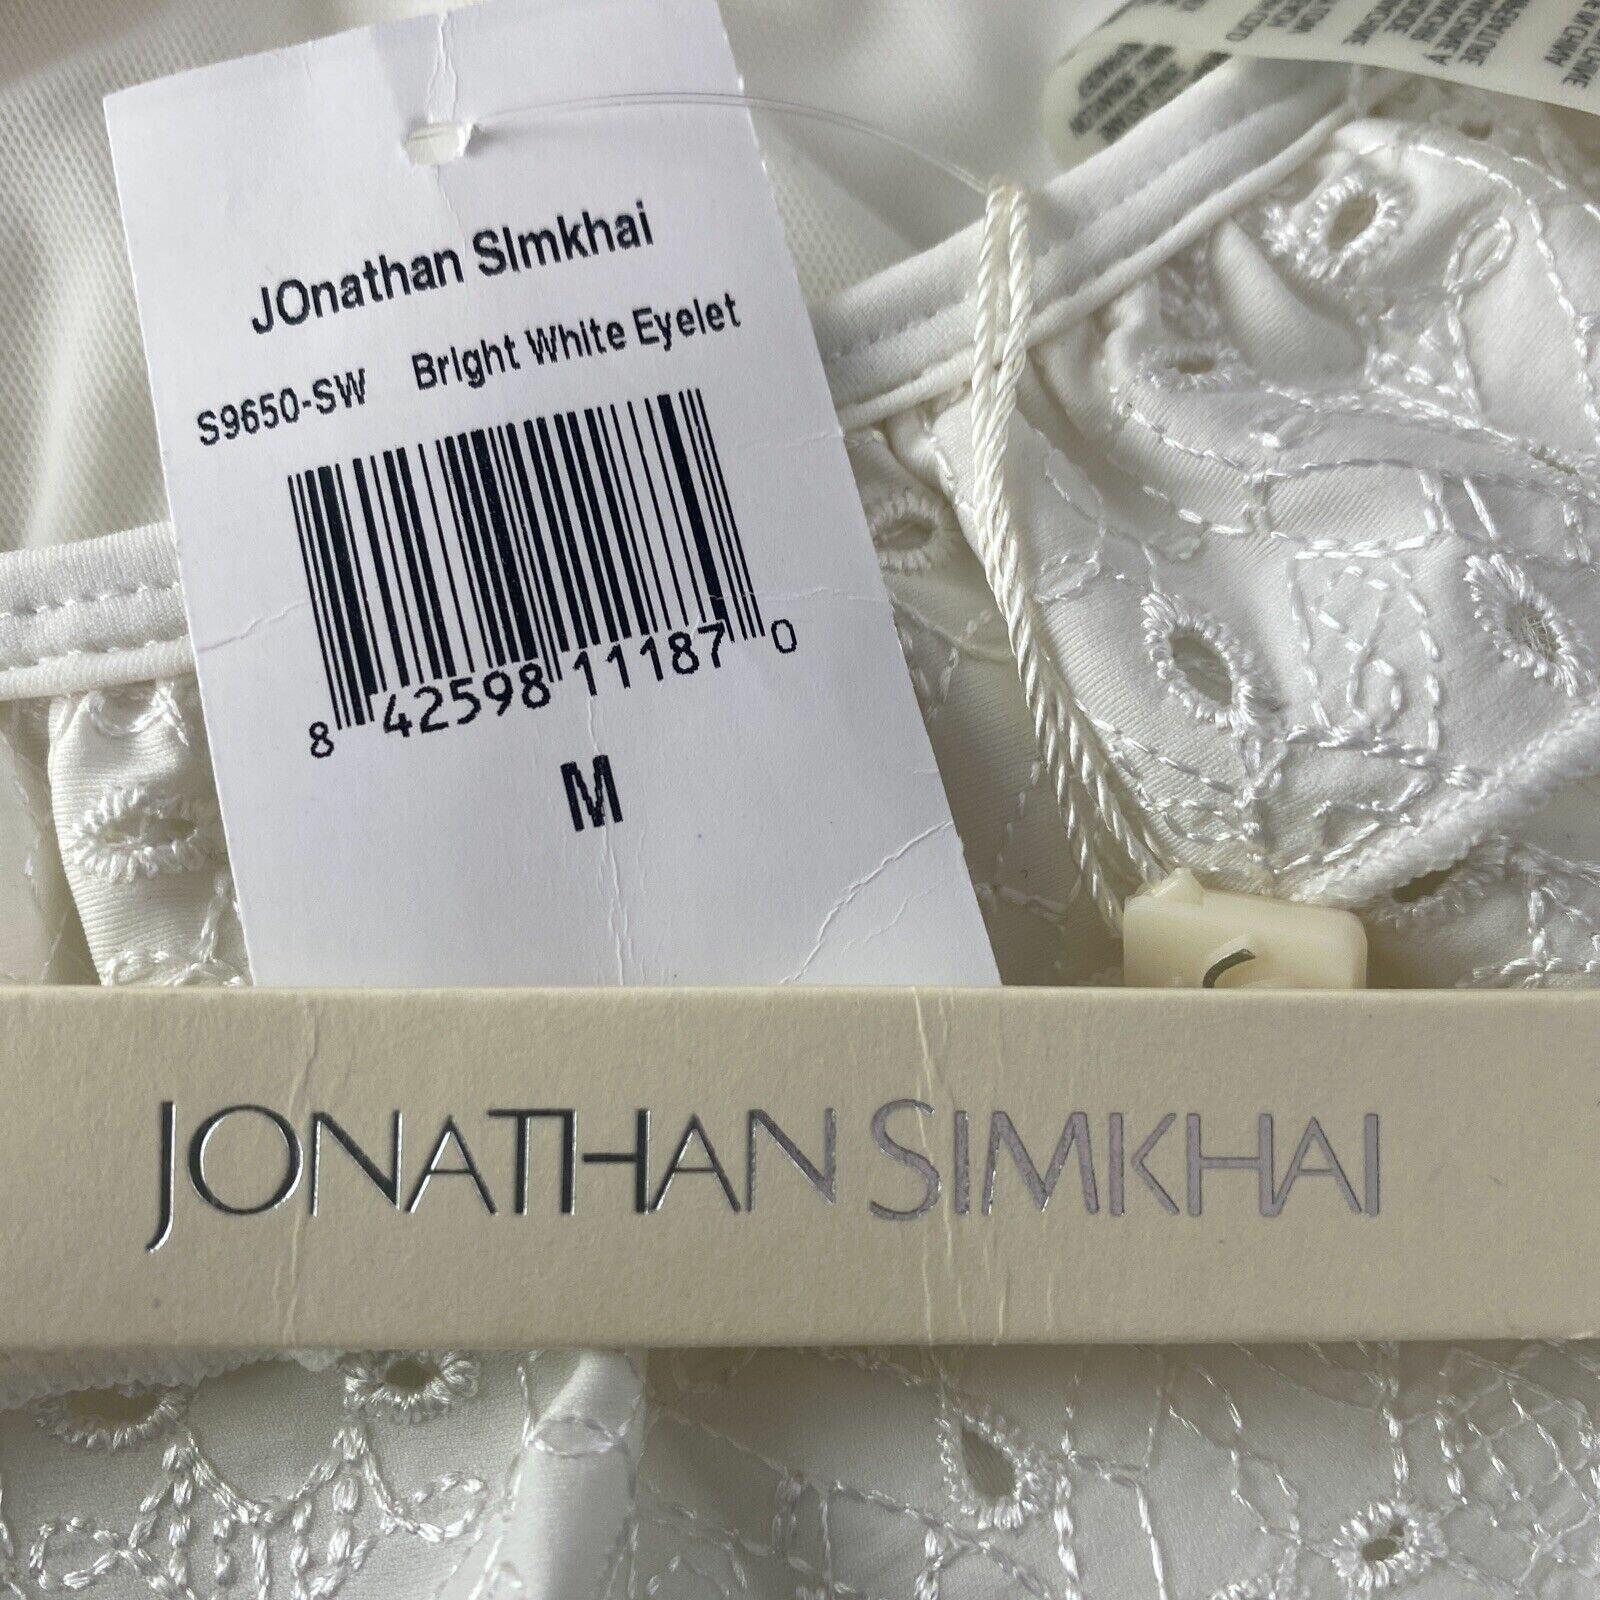 JOnathan SImkhai
S9650-SW Bright White Eyelet
8 42598 11187 0
M
JONATHAN SIMKHAI